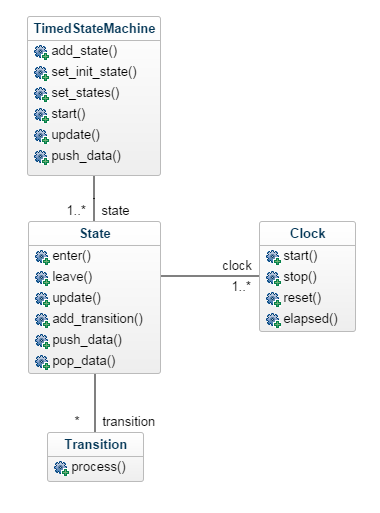 TimedStateMachine
add_state()
set_init_state()
set_states()
start()
update()
push_data()
1..* state
State
enter()
leave()
update()
add_transition()
push_data()
pop_data()
clock
1..*
Clock
start()
stop()
reset()
elapsed()
* transition
Transition
process()